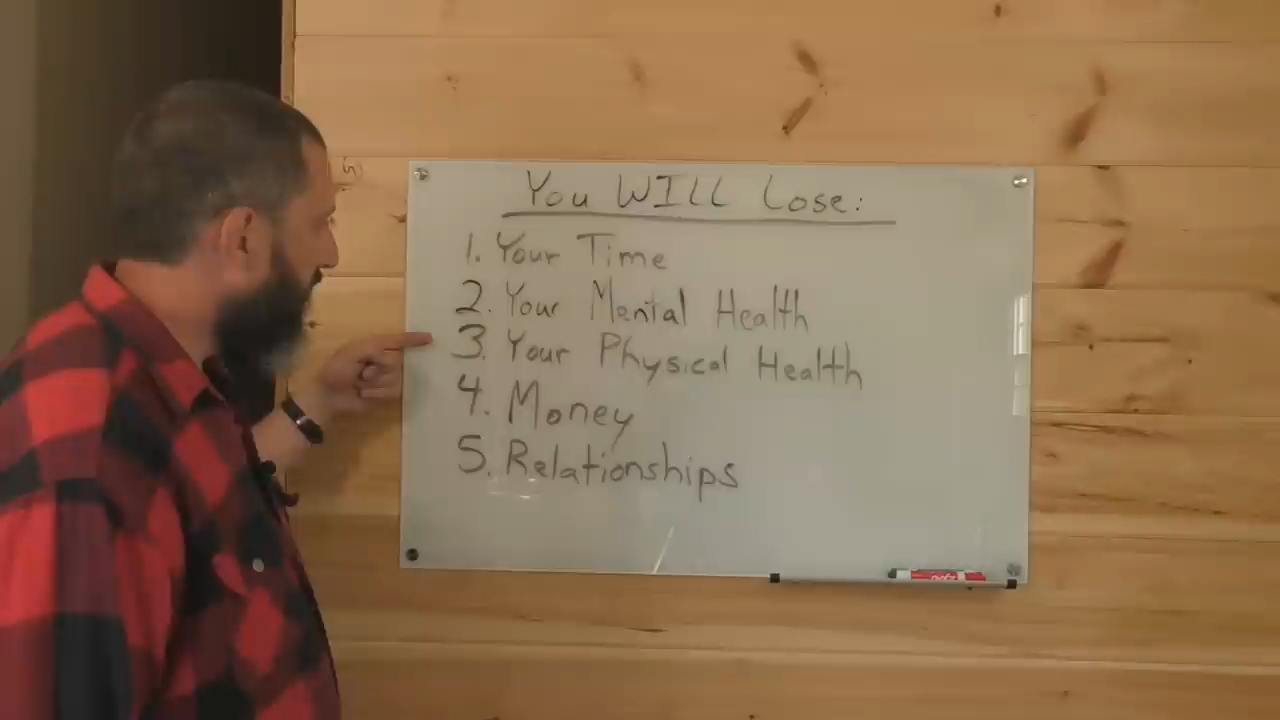 You WILL Lose:
1. Your Time
2. Your Mental Health
3. Your Physical Health
4. Money
5. Relationships